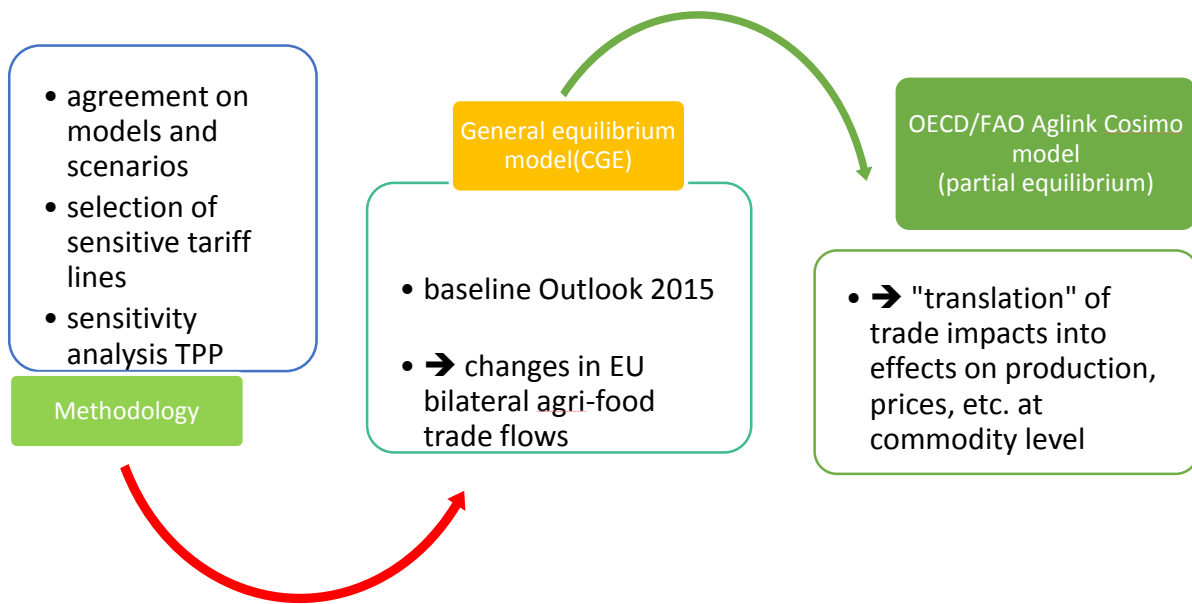 • agreement on
models and
scenarios
• selection of
sensitive tariff
lines
• sensitivity
analysis TPP
Methodology
General equilibrium
model(CGE)
• baseline Outlook 2015
• ➔ changes in EU
bilateral agri-food
trade flows
OECD/FAO Aglink Cosimo
model
(partial equilibrium)
• ➔ "translation" of
trade impacts into
effects on production,
prices, etc. at
commodity level